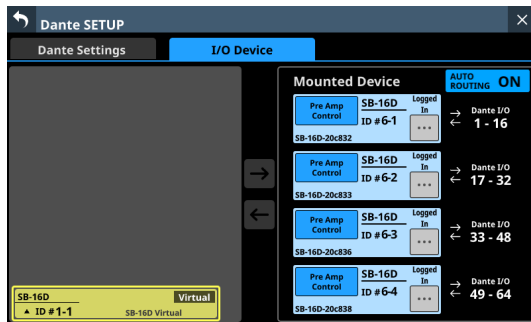 Dante SETUP
Dante Settings
I/O Device
Mounted Device
AUTO ROUTING ON
Pre Amp Control
SB-16D
ID #6-1
Logged In
...
SB-16D-20c832
Dante I/O
1 - 16
Pre Amp Control
SB-16D
ID #6-2
Logged In
...
SB-16D-20c833
Dante I/O
17 - 32
Pre Amp Control
SB-16D
ID #6-3
Logged In
...
SB-16D-20c836
Dante I/O
33 - 48
Pre Amp Control
SB-16D
ID #6-4
Logged In
...
SB-16D-20c838
Dante I/O
49 - 64
SB-16D
Virtual
ID #1-1
SB-16D Virtual